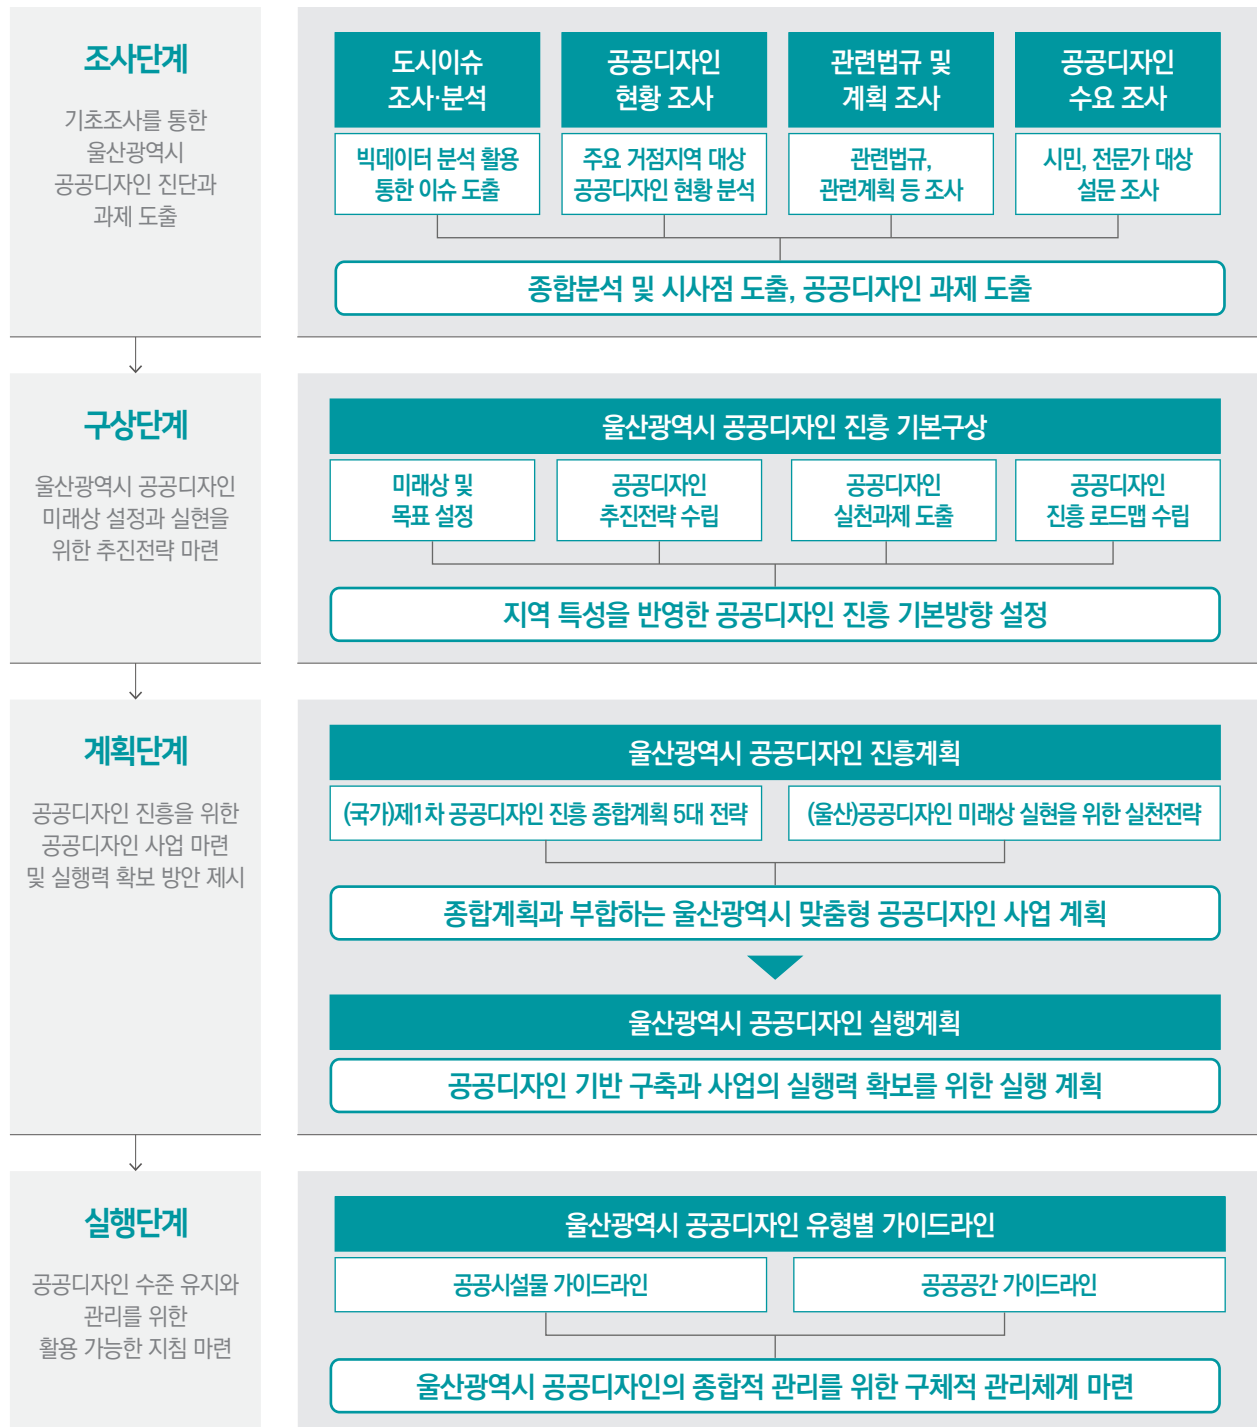 조사단계
기초조사를 통한
울산광역시
공공디자인 진단과
과제 도출
도시이슈
조사·분석
공공디자인
현황 조사
관련법규 및
계획 조사
공공디자인
수요 조사
빅데이터 분석 활용
통한 이슈 도출
주요 거점지역 대상
공공디자인 현황 분석
관련법규,
관련계획 등 조사
시민, 전문가 대상
설문 조사
종합분석 및 시사점 도출, 공공디자인 과제 도출
구상단계
울산광역시 공공디자인
미래상 설정과 실현을
위한 추진전략 마련
울산광역시 공공디자인 진흥 기본구상
미래상 및
목표 설정
공공디자인
추진전략 수립
공공디자인
실천과제 도출
공공디자인
진흥 로드맵 수립
지역 특성을 반영한 공공디자인 진흥 기본방향 설정
계획단계
공공디자인 진흥을 위한
공공디자인 사업 마련
및 실행력 확보 방안 제시
울산광역시 공공디자인 진흥계획
(국가)제1차 공공디자인 진흥 종합계획 5대 전략
(울산)공공디자인 미래상 실현을 위한 실천전략
종합계획과 부합하는 울산광역시 맞춤형 공공디자인 사업 계획
울산광역시 공공디자인 실행계획
공공디자인 기반 구축과 사업의 실행력 확보를 위한 실행 계획
실행단계
공공디자인 수준 유지와
관리를 위한
활용 가능한 지침 마련
울산광역시 공공디자인 유형별 가이드라인
공공시설물 가이드라인
공공공간 가이드라인
울산광역시 공공디자인의 종합적 관리를 위한 구체적 관리체계 마련